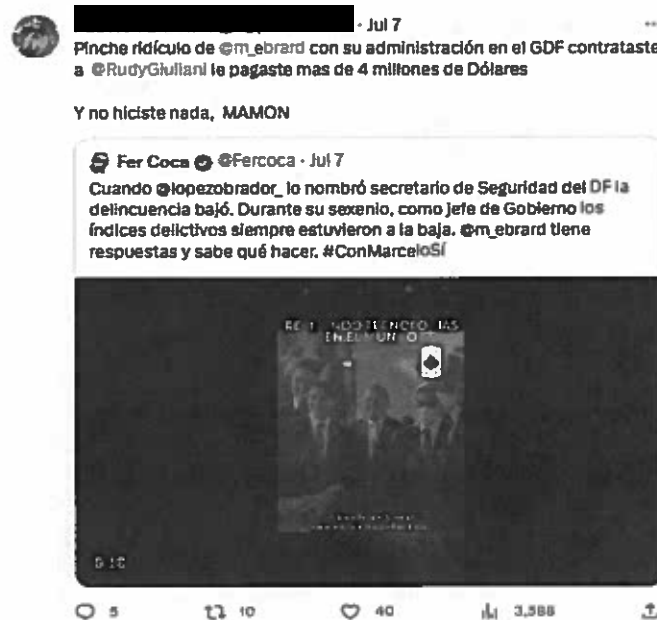 · Jul 7
Pinche ridículo de @m_ebrard con su administración en el GDF contrataste
a @RudyGiuliani le pagaste mas de 4 millones de Dólares
Y no hiciste nada, MAMON
Fer Coca @Fercoca · Jul 7
Cuando @lopezobrador_ lo nombró secretario de Seguridad del DF la
delincuencia bajó. Durante su sexenio, como jefe de Gobierno los
índices delictivos siempre estuvieron a la baja. @m_ebrard tiene
respuestas y sabe qué hacer. #ConMarceloSí
EN EL MUN O
0:10
5 10 40 3,588